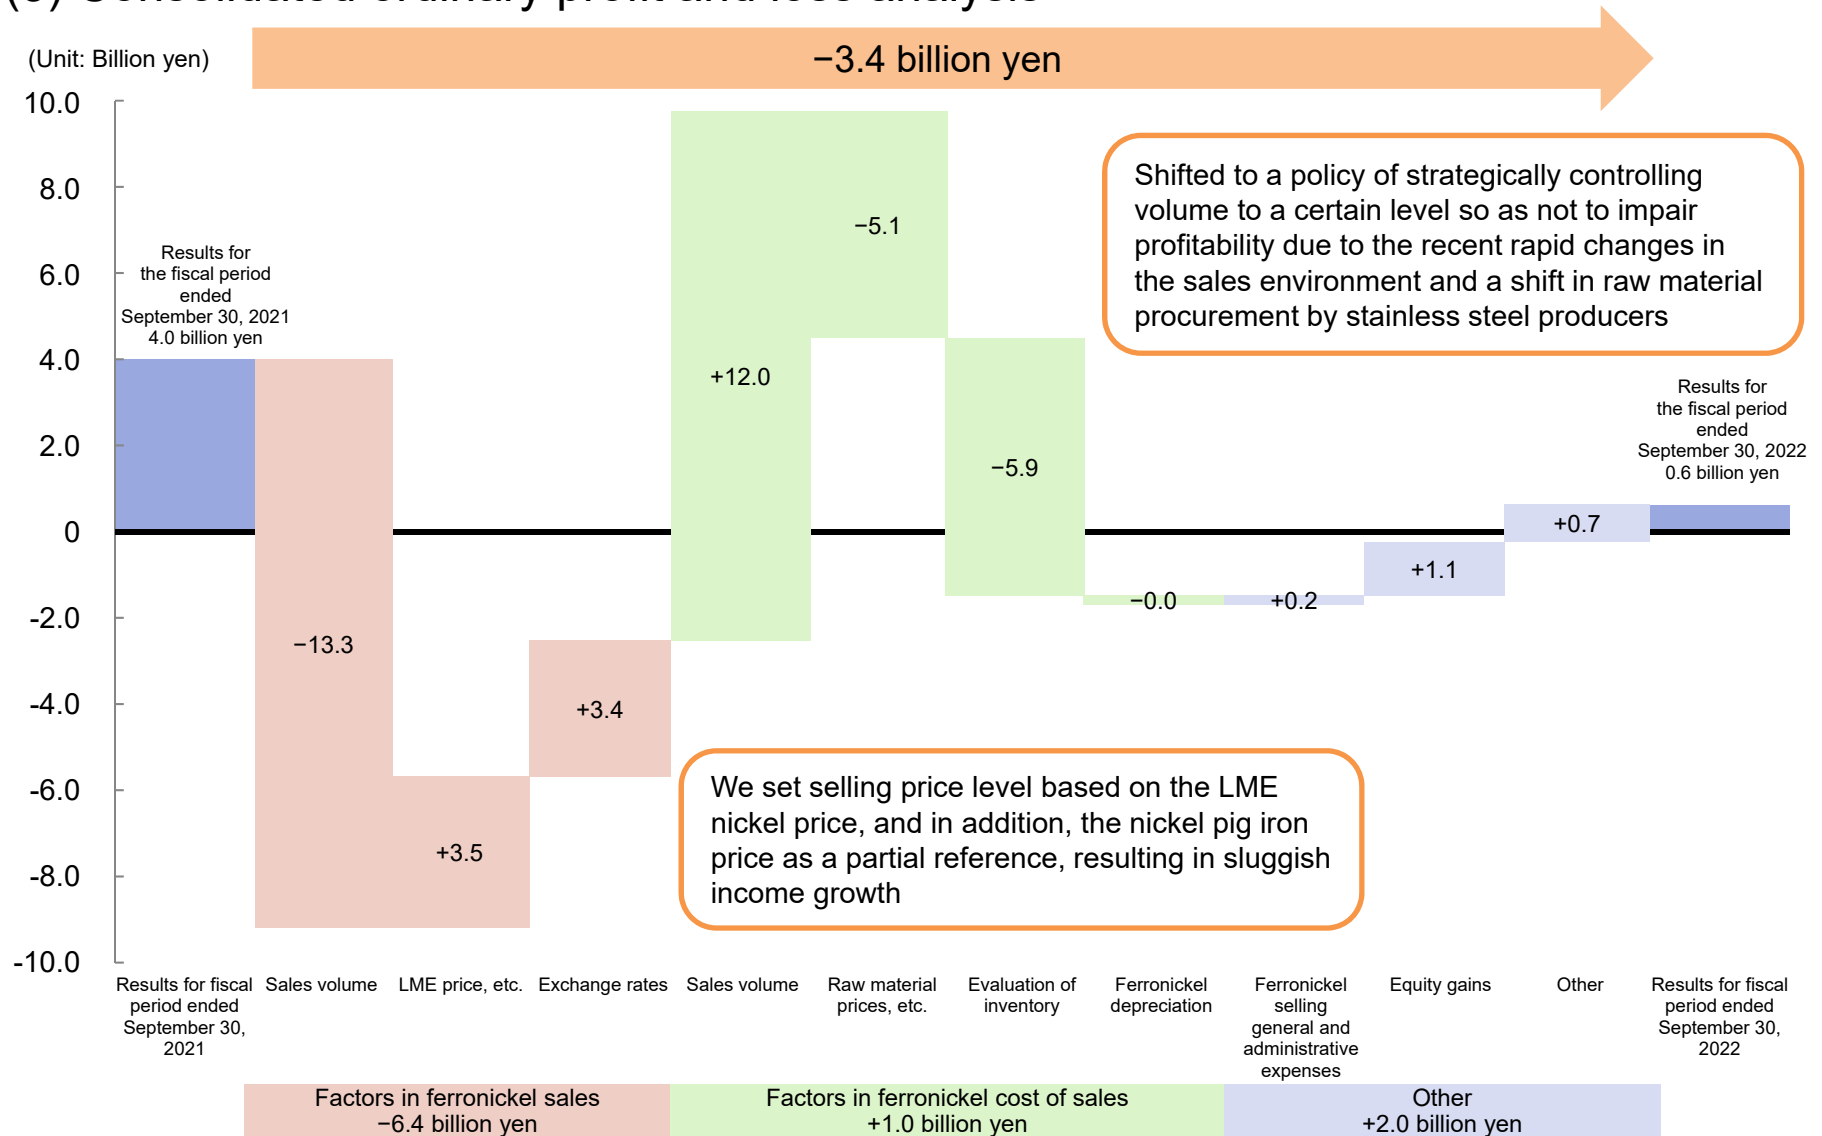 (Unit: Billion yen)
−3.4 billion yen
10.0
8.0
6.0
4.0
2.0
0
-2.0
-4.0
-6.0
-8.0
-10.0
Results for
the fiscal period
ended
September 30, 2021
4.0 billion yen
−13.3
+3.5
+3.4
+12.0
−5.1
−5.9
−0.0
+0.2
+1.1
+0.7
Shifted to a policy of strategically controlling
volume to a certain level so as not to impair
profitability due to the recent rapid changes in
the sales environment and a shift in raw material
procurement by stainless steel producers
Results for
the fiscal period
ended
September 30, 2022
0.6 billion yen
We set selling price level based on the LME
nickel price, and in addition, the nickel pig iron
price as a partial reference, resulting in sluggish
income growth
Results for fiscal
period ended
September 30,
2021
Sales volume
LME price, etc.
Exchange rates
Sales volume
Raw material
prices, etc.
Evaluation of
inventory
Ferronickel
depreciation
Ferronickel
selling
general and
administrative
expenses
Equity gains
Other
Results for fiscal
period ended
September 30,
2022
Factors in ferronickel sales
−6.4 billion yen
Factors in ferronickel cost of sales
+1.0 billion yen
Other
+2.0 billion yen